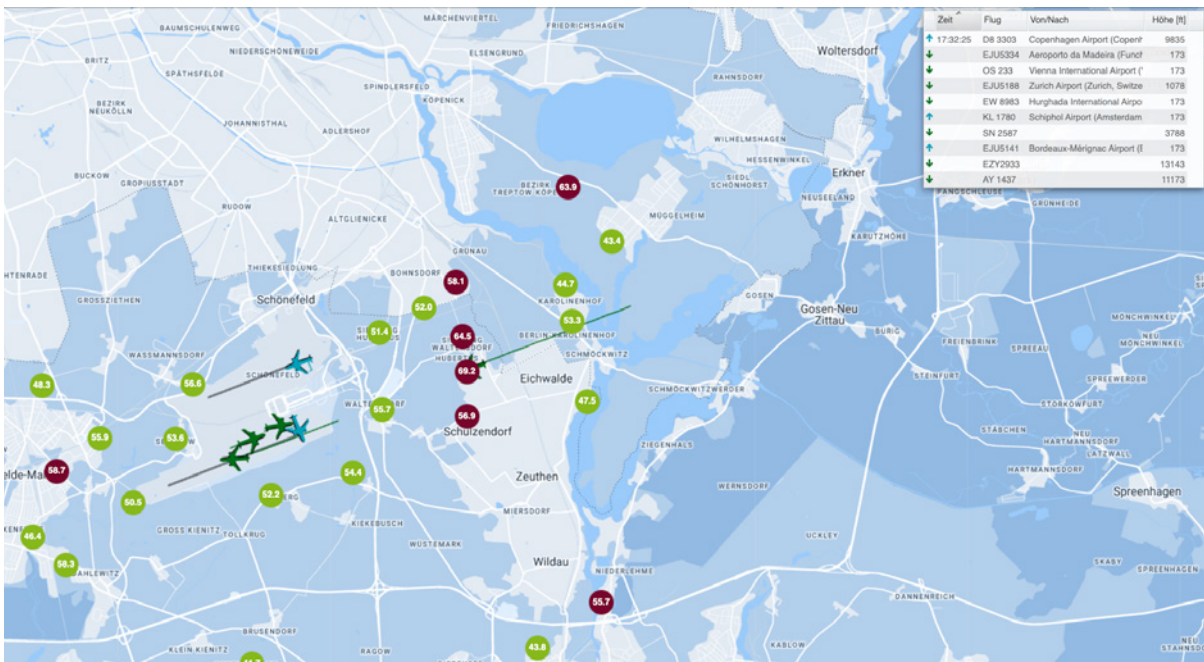 MÄRCHENVIERTEL
FRIEDRICHSHAGEN
BAUMSCHULENWEG
NIEDERSCHÖNEWEIDE
ELSENGRUND
Woltersdorf
BRITZ
SPÄTHSFELDE
SPINDLERSFELD
RAHNSDORF
KÖPENICK
BEZIRK
NEUKÖLLN
JOHANNISTHAL
ADLERSHOF
WILHELMSHAGEN
HESSENWINKEL
Erkner
BUCKOW
GROPIUSSTADT
BEZIRK
TREPTOW-KÖPE
63.9
SIEDL
SCHÖNHORST
NEUSEELAND
FANGSCHLEUSE
GRÜNHEIDE
RUDOW
ALTGLIENICKE
MÜGGELHEIM
43.4
KARUTZHÖHE
GRÜNAU
HTENRADE
THIEKESIEDLUNG
BOHNSDORF
58.1
44.7
GROSSZIETHEN
Schönefeld
52.0
KAROLINENHOF
GOSEN
Gosen-Neu
Zittau
MÖNCHWINKEL
NEU
MÖNCHWINKEL
53.3
51.4
64.5
BERLIN-KAROLINENHOF
BURIG
FREIENBRINK
SPREEAU
WASSMANNSDORF
HUBERTUS
SCHMÖCKWITZ
SCHÖNEFELD
69.2
Eichwalde
STEINFURT
SPREEWERDER
48.3
56.6
SCHMÖCKWITZWERDER
47.5
STORKOWFURT
55.7
56.9
55.9
53.6
Schulzendorf
STÄBCHEN
NEU
HARTMANNSDORF
ZIEGENHALS
LATZWALL
58.7
54.4
Zeuthen
WERNSDORF
HARTMANNSDORF
Spreenhagen
50.5
52.2
MIERSDORF
KIEKEBUSCH
GROSS KIENITZ
TOLLKRUG
46.4
WÜSTEMARK
UCKLEY
58.3
Wildau
SKABY
SPREENHAGEN
NIEDERLEHME
55.7
DANNENREICH
BRUSENDORF
43.8
KLEIN KIENITZ
RAGOW
KABLOW
NEU
STAHNSD
Zeit Flug Von/Nach Höhe [ft]
17:32:25 D8 3303 Copenhagen Airport (Copenh 9835
EJU5334 Aeroporto da Madeira (Funch 173
OS 233 Vienna International Airport (' 173
EJU5188 Zurich Airport (Zurich, Switze 1078
EW 8983 Hurghada International Airpo 173
KL 1780 Schiphol Airport (Amsterdam 173
SN 2587 3788
EJU5141 Bordeaux-Mérignac Airport (E 173
EZY2933 13143
AY 1437 11173